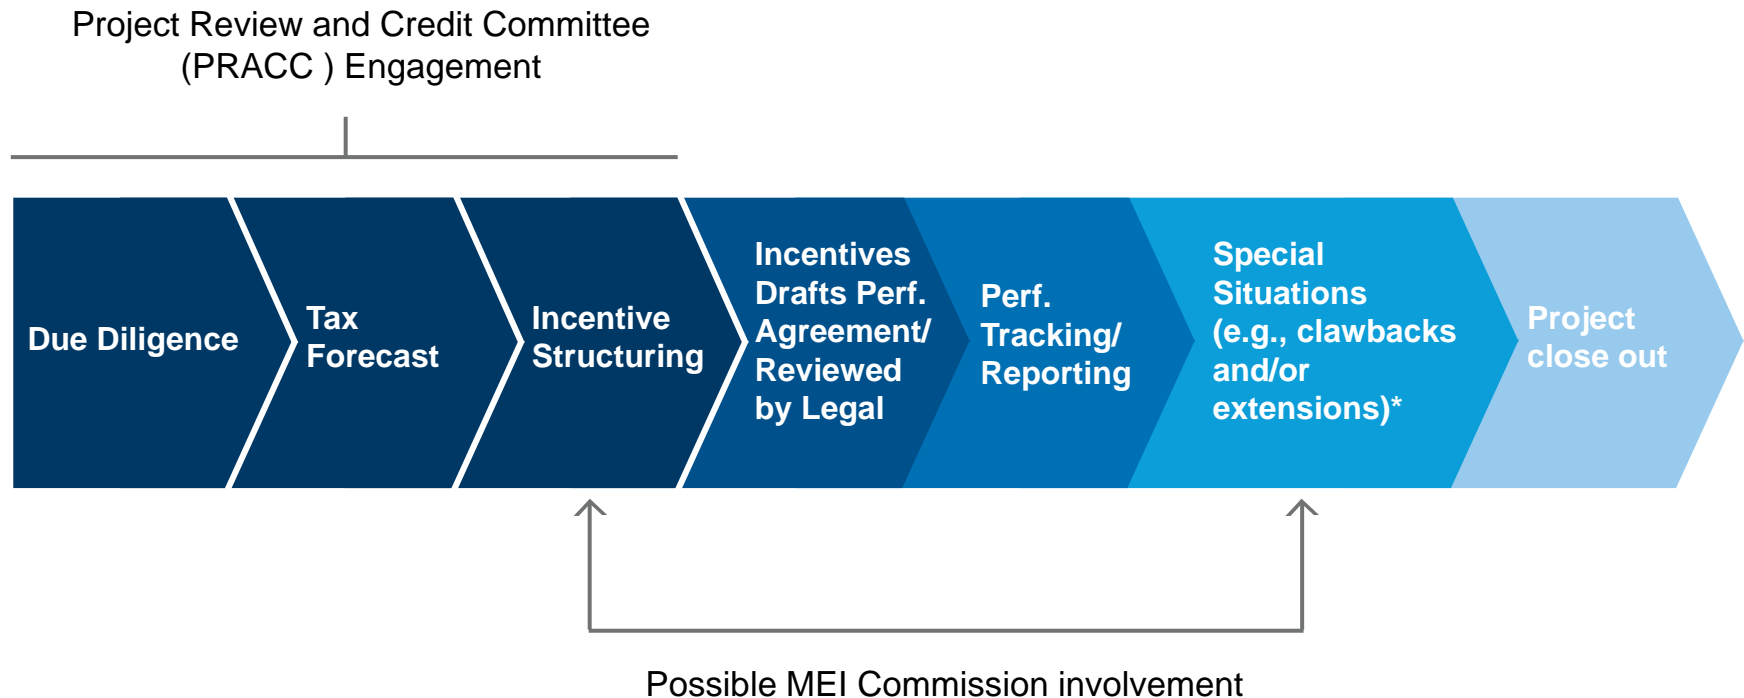 Project Review and Credit Committee
(PRACC ) Engagement
Due Diligence
Tax
Forecast
Incentive
Structuring
Incentives
Drafts Perf.
Agreement/
Reviewed
by Legal
Perf.
Tracking/
Reporting
Special
Situations
(e.g., clawbacks
and/or
extensions)*
Project
close out
Possible MEI Commission involvement